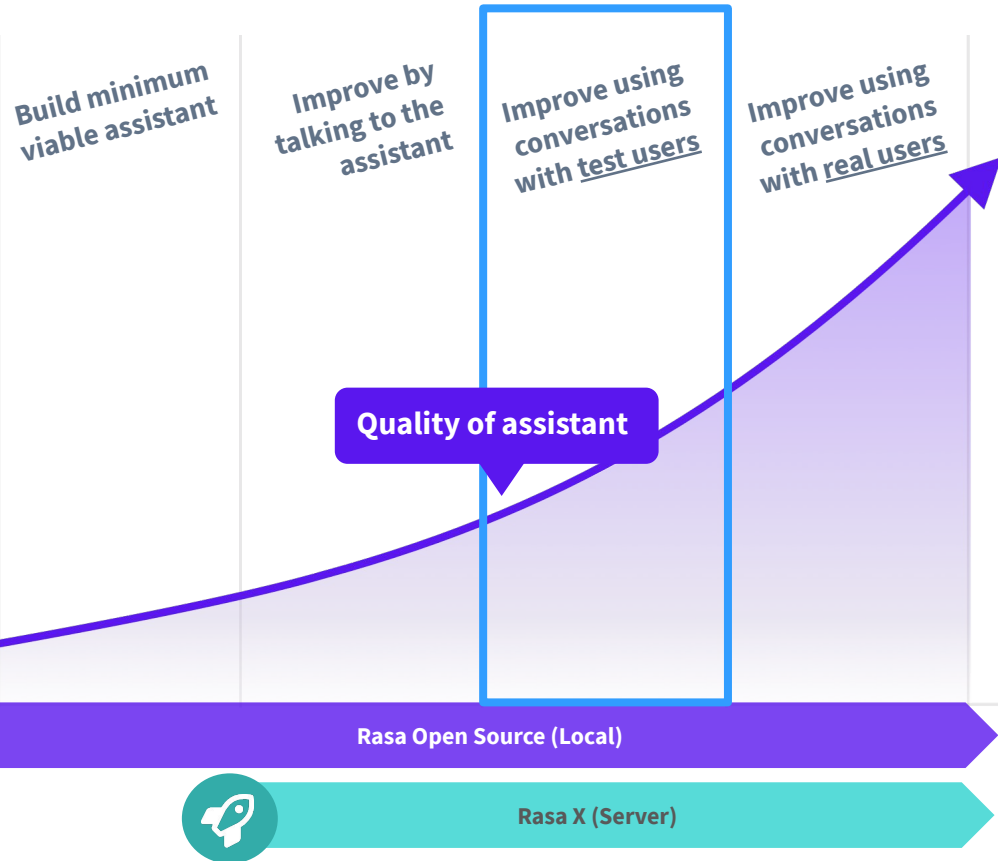 Build minimum
viable assistant
Improve by
talking to the
assistant
Improve using
conversations
with test users
Improve using
conversations
with real users
Quality of assistant
Rasa Open Source (Local)
Rasa X (Server)